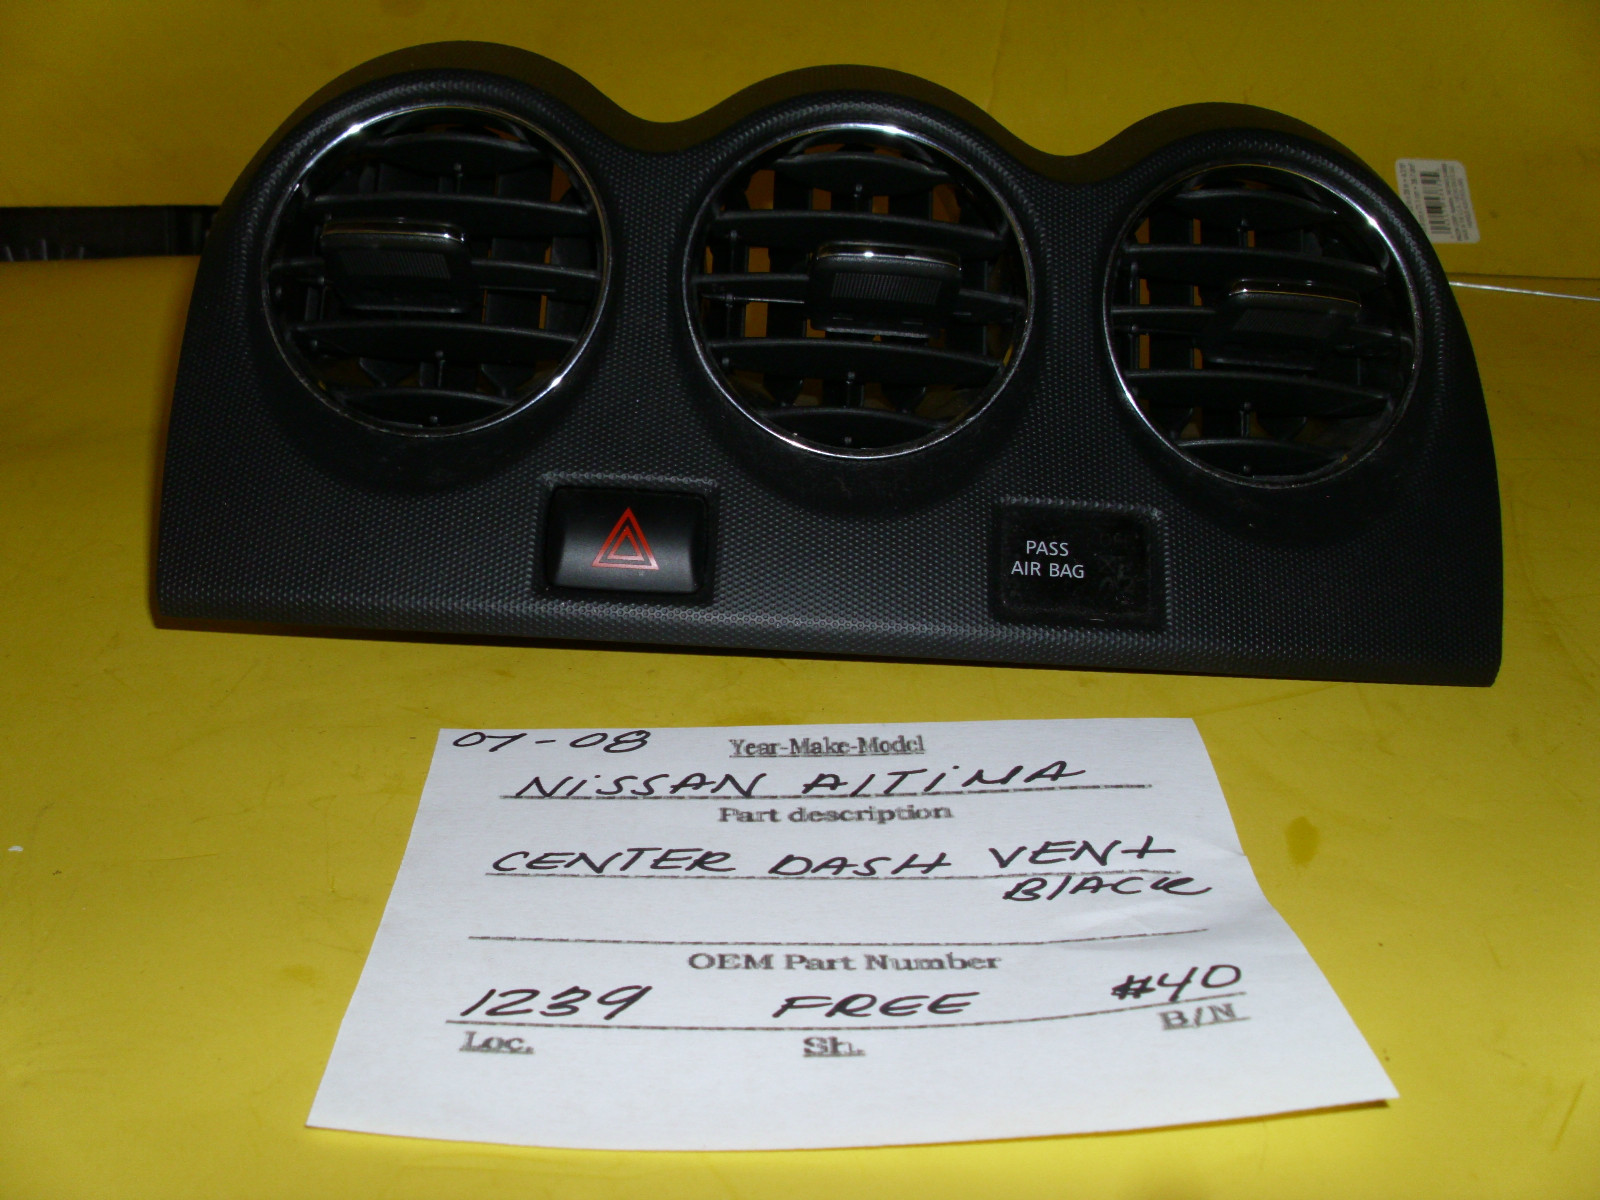 PASS
AIR BAG
07-08 Year-Make-Model
NiSSAN AlTiMA
Part description
CENTER DASH VENt
BlACK
OEM Part Number
1239 FREE #40
Loc. Sh. B/N